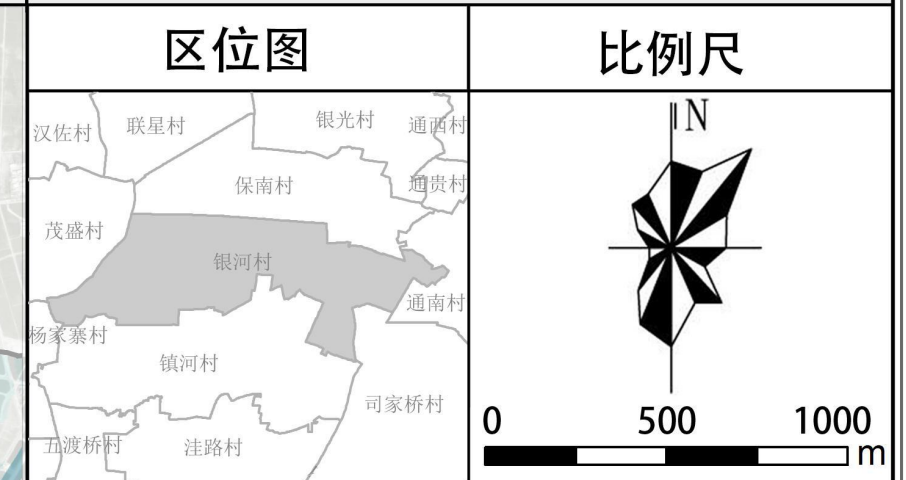 区位图
比例尺
汉佐村
联星村
银光村
通西村
保南村
通贵村
茂盛村
银河村
通南村
杨家寨村
镇河村
司家桥村
五渡桥村
洼路村
N
0 500 1000
m